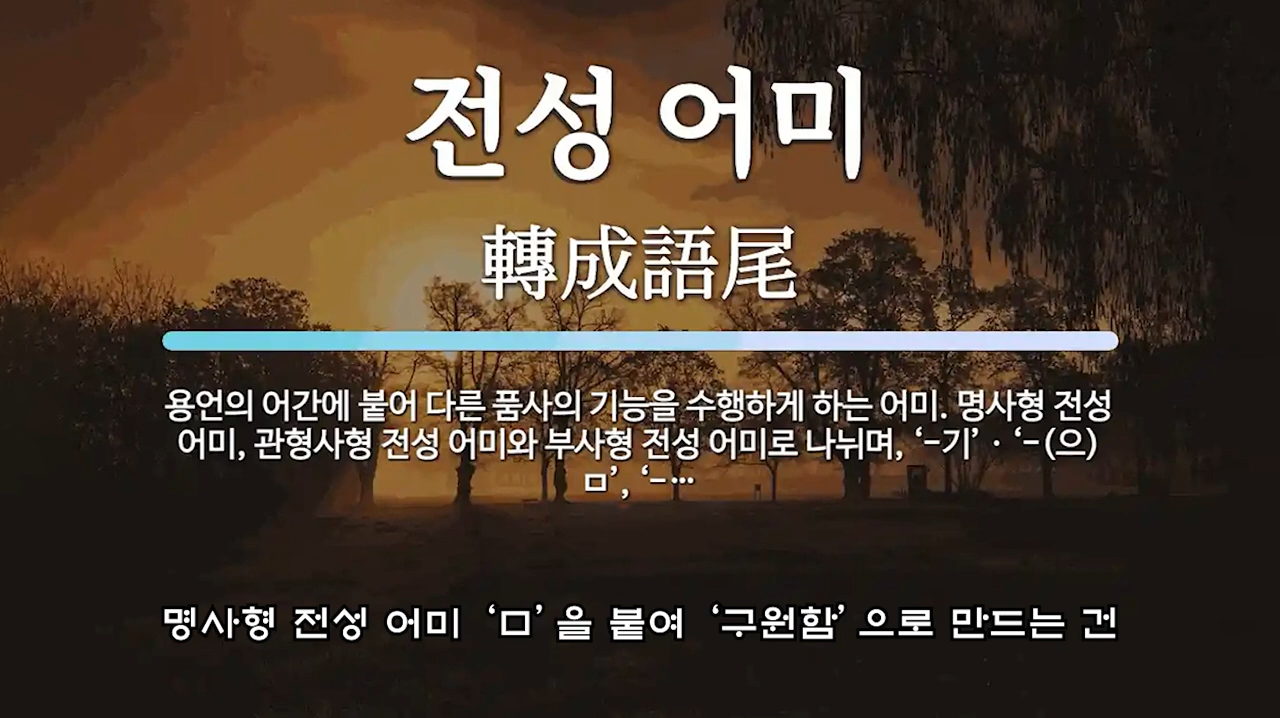 전성 어미
轉成語尾
용언의 어간에 붙어 다른 품사의 기능을 수행하게 하는 어미. 명사형 전성
어미, 관형사형 전성 어미와 부사형 전성 어미로 나뉘며, ‘-기’ · ‘-(으)
ㅁ’, ‘-…
명사형 전성 어미 ‘ㅁ’을 붙여 ‘구원함’으로 만드는 건